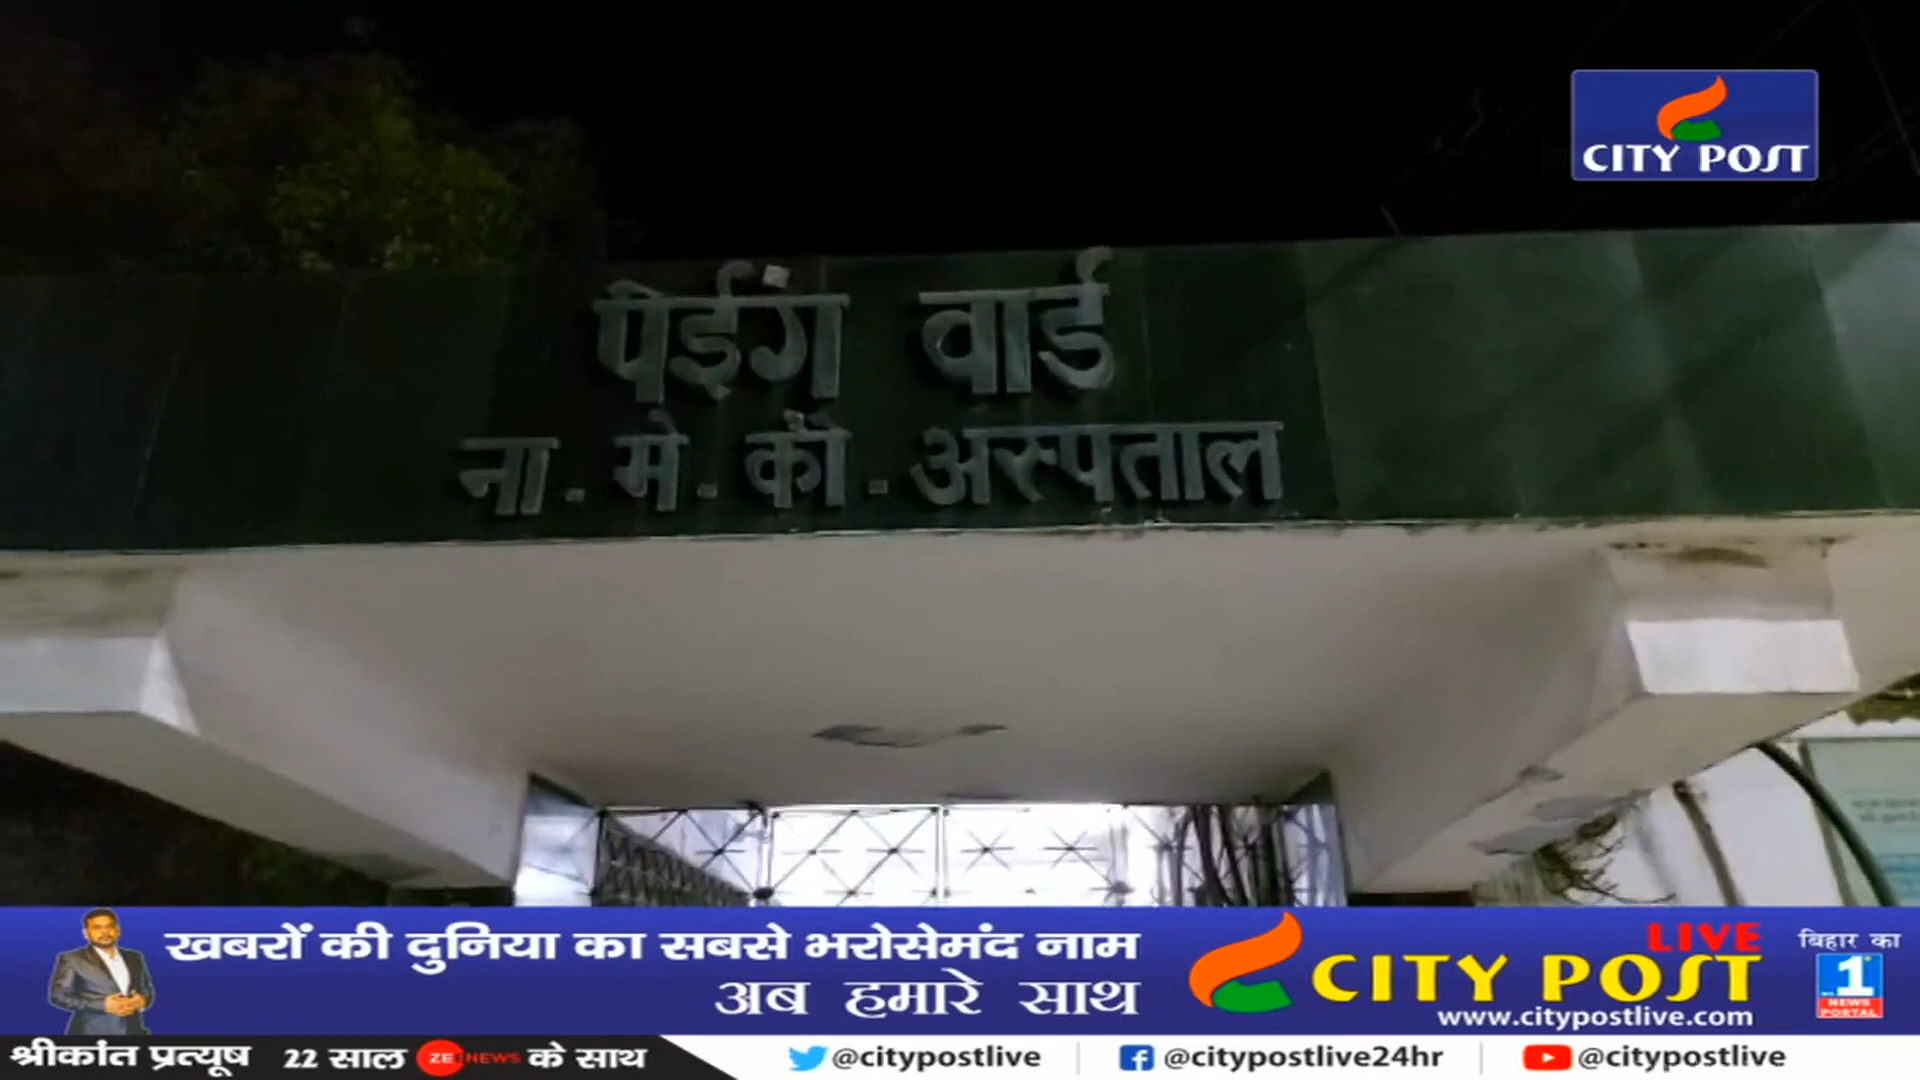 CITY POST
पेईंग वार्ड
ना. मे. कॉ. अस्पताल
खबरों की दुनिया का सबसे भरोसेमंद नाम
अब हमारे साथ
LIVE
CITY POST
www.citypostlive.com
बिहार का
1
NEWS
PORTAL
श्रीकांत प्रत्यूष 22 साल ZEE NEWS के साथ
@citypostlive
@citypostlive24hr
@citypostlive